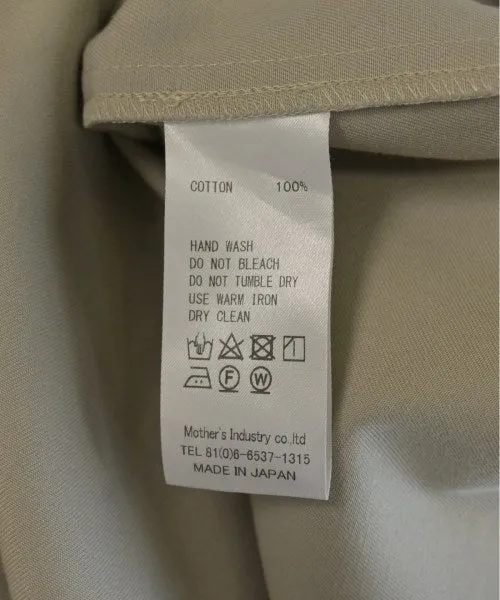 COTTON 100%
HAND WASH
DO NOT BLEACH
DO NOT TUMBLE DRY
USE WARM IRON
DRY CLEAN
F W
Mother's Industry co.,ltd
TEL 81(0)6-6537-1315
MADE IN JAPAN